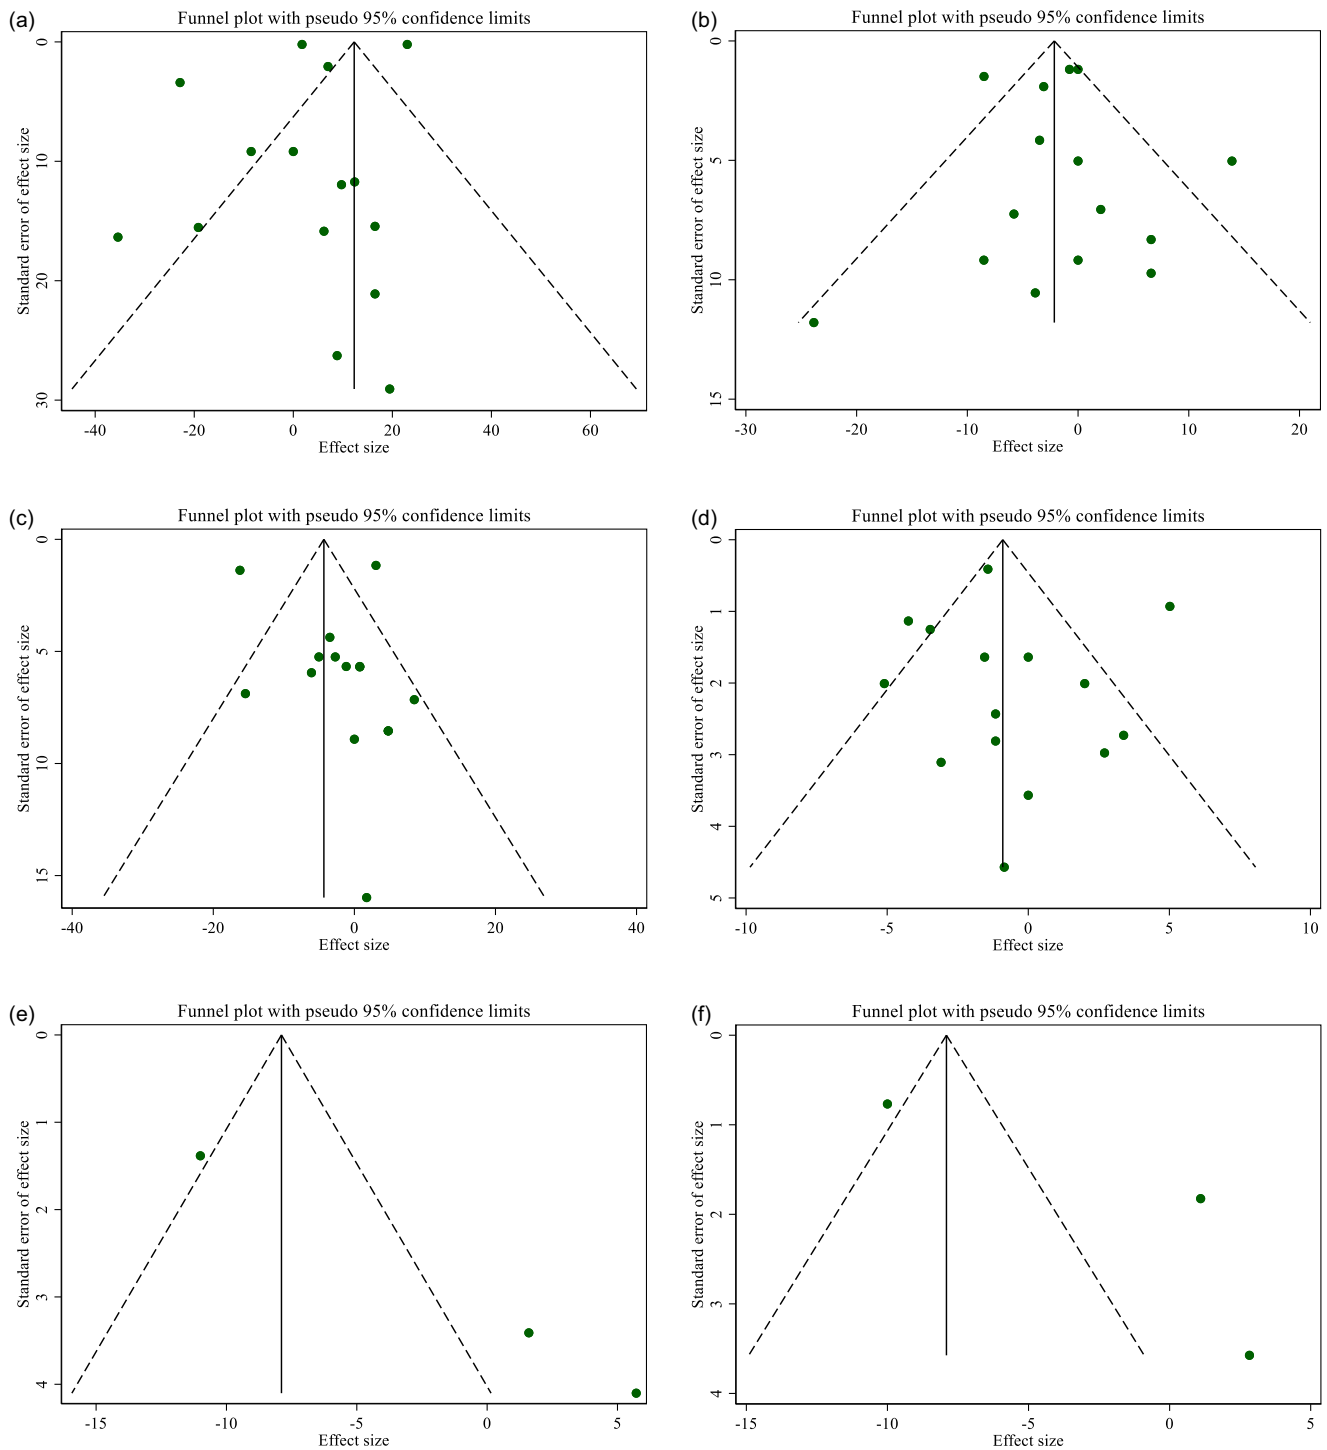 (a)
Funnel plot with pseudo 95% confidence limits
Standard error of effect size
0
10
20
30
-40 -20 0 20 40 60
Effect size
(b)
Funnel plot with pseudo 95% confidence limits
Standard error of effect size
0
5
10
15
-30 -20 -10 0 10 20
Effect size
(c)
Funnel plot with pseudo 95% confidence limits
Standard error of effect size
0
5
10
15
-40 -20 0 20 40
Effect size
(d)
Funnel plot with pseudo 95% confidence limits
Standard error of effect size
0
1
2
3
4
5
-10 -5 0 5 10
Effect size
(e)
Funnel plot with pseudo 95% confidence limits
Standard error of effect size
0
1
2
3
4
-15 -10 -5 0 5
Effect size
(f)
Funnel plot with pseudo 95% confidence limits
Standard error of effect size
0
1
2
3
4
-15 -10 -5 0 5
Effect size